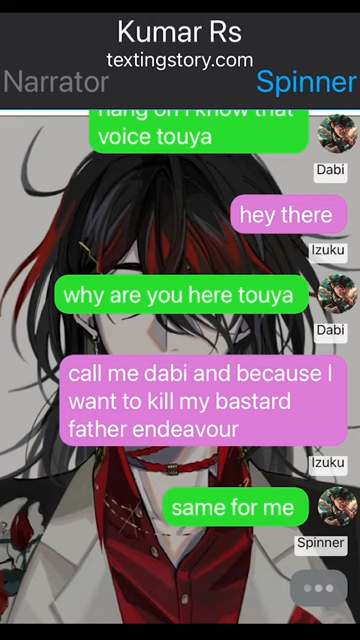 Kumar Rs
textingstory.com
Narrator
Spinner
hang on i know that
voice touya
Dabi
hey there
Izuku
why are you here touya
Dabi
call me dabi and because I
want to kill my bastard
father endeavour
Izuku
same for me
Spinner